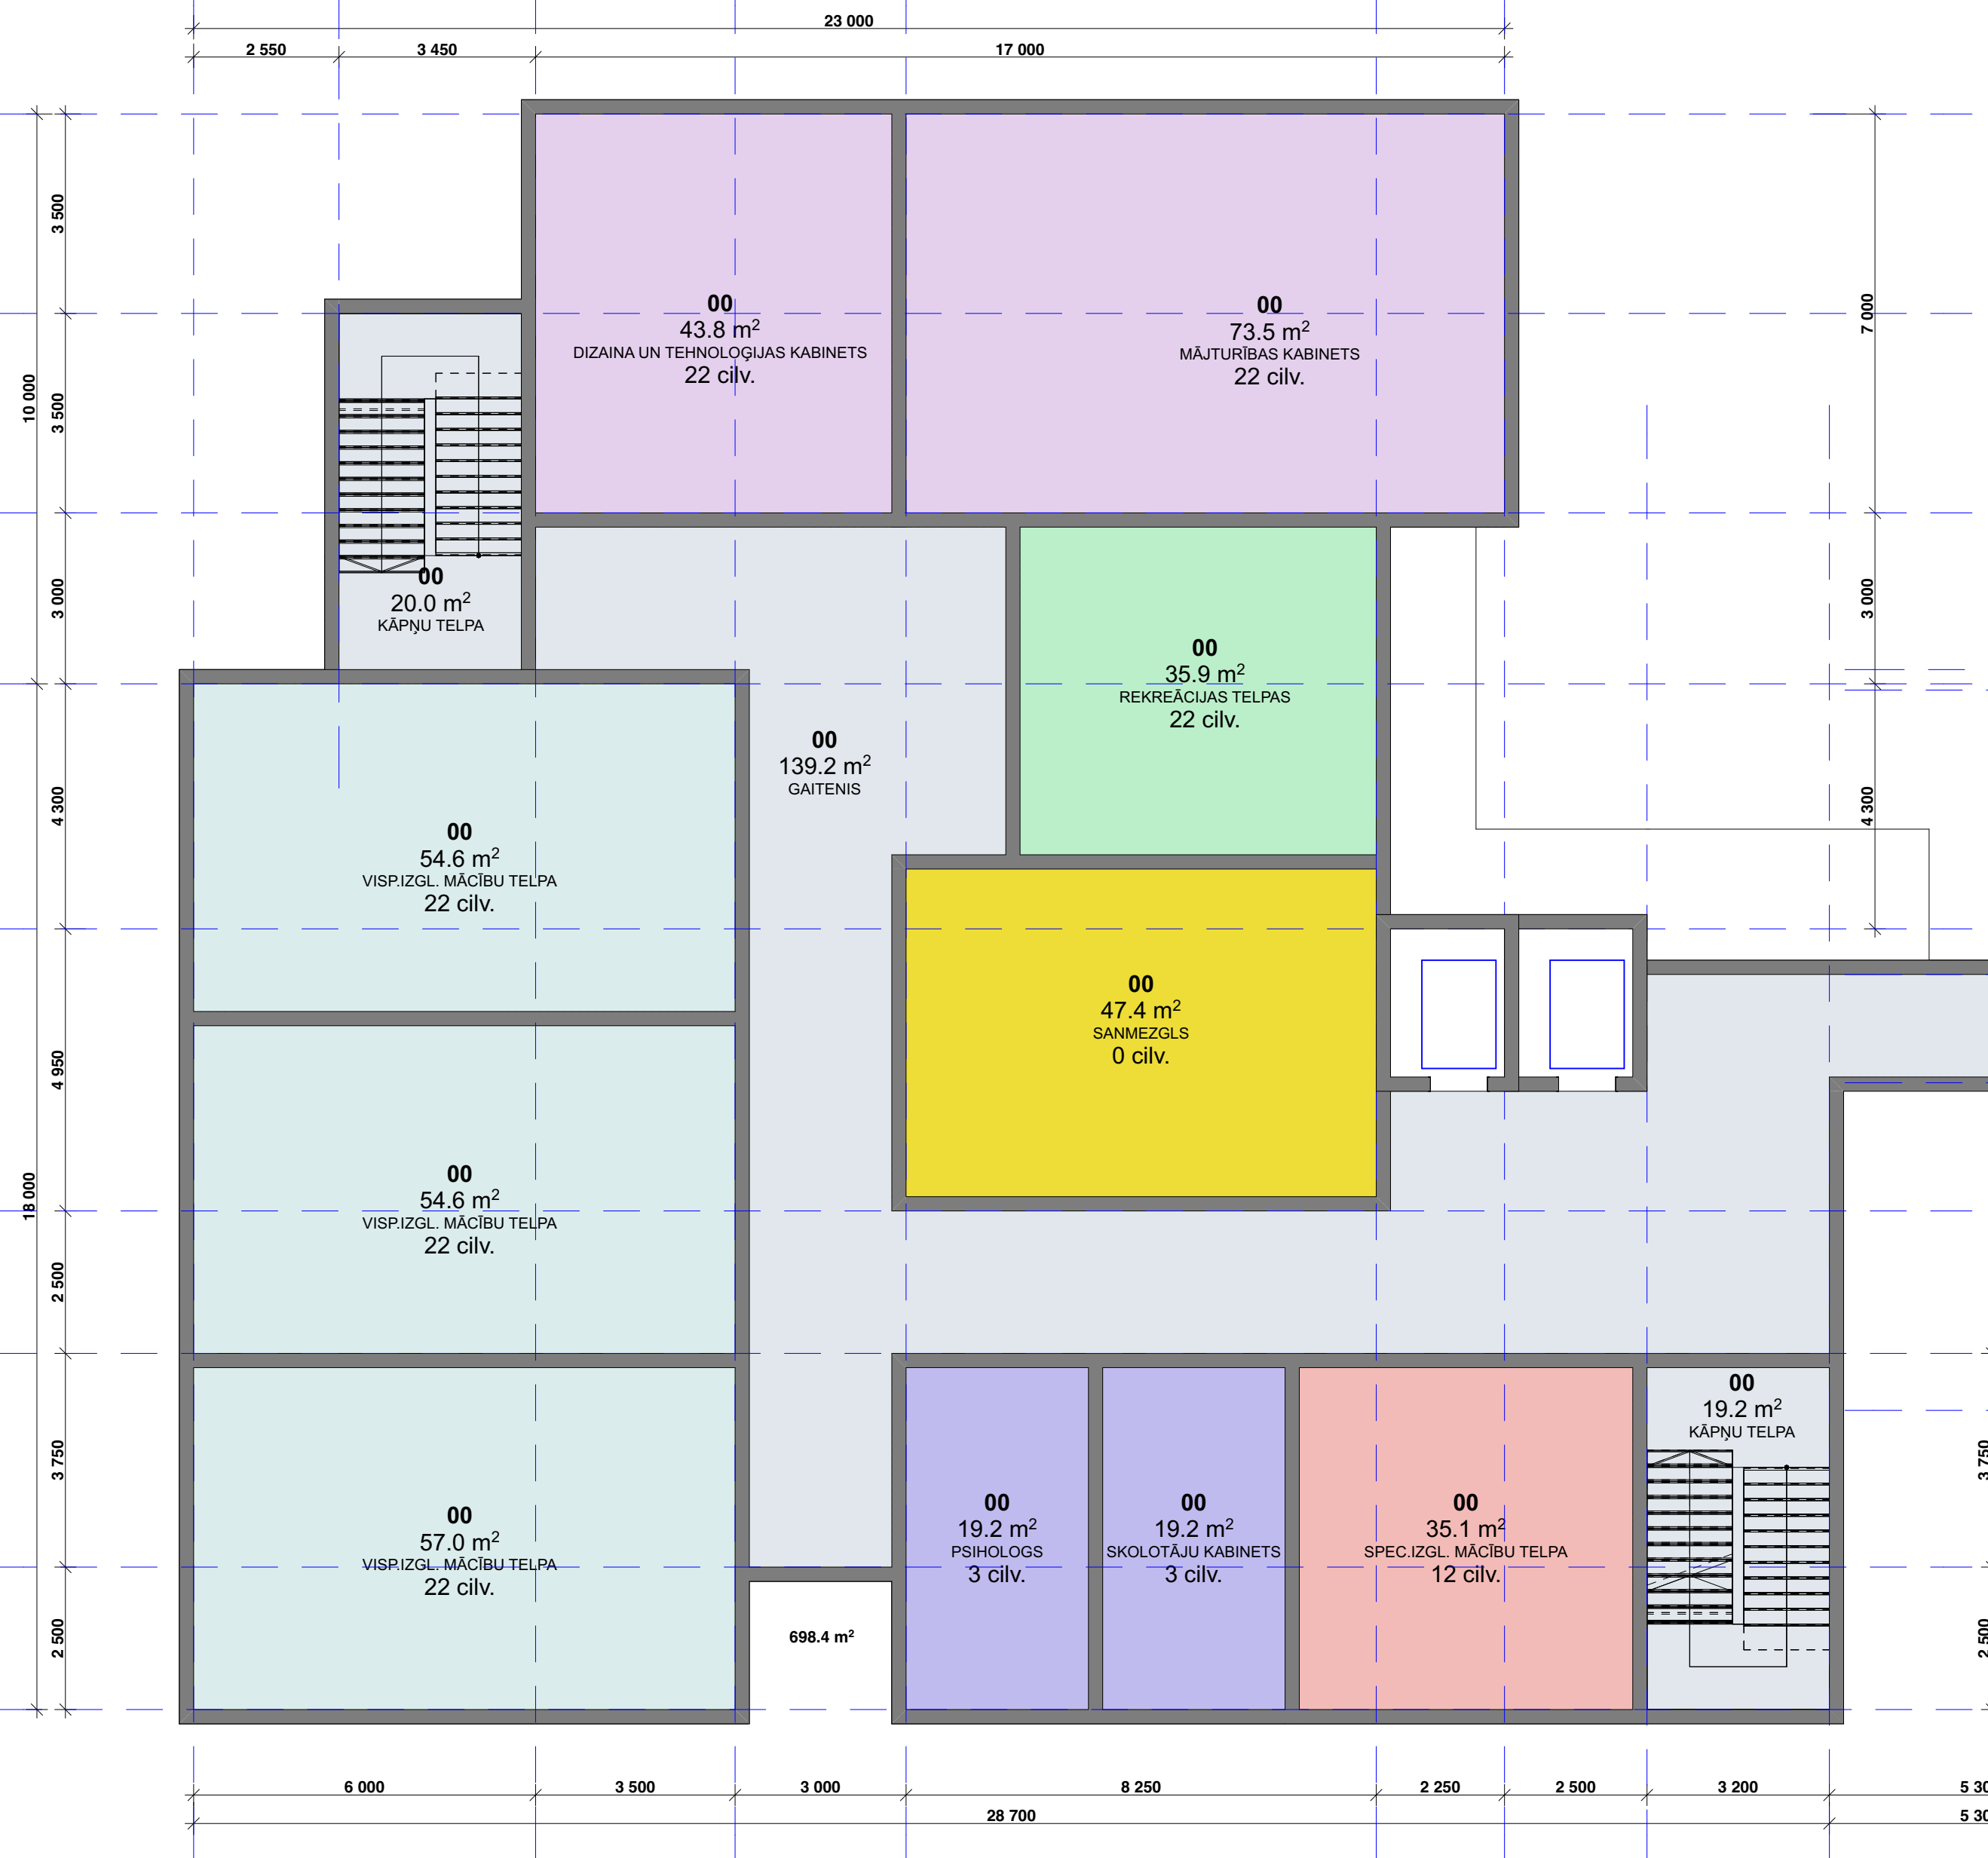 23 000
2 550
3 450
17 000
3 500
3 500
3 000
4 300
4 950
2 500
3 750
2 500
10 000
18 000
7 000
3 000
4 300
3 750
2 500
00
43.8 m²
DIZAINA UN TEHNOLOĢIJAS KABINETS
22 cilv.
00
73.5 m²
MĀJTURĪBAS KABINETS
22 cilv.
00
20.0 m²
KĀPŅU TELPA
00
35.9 m²
REKREĀCIJAS TELPAS
22 cilv.
00
139.2 m²
GAITENIS
00
54.6 m²
VISP.IZGL. MĀCĪBU TELPA
22 cilv.
00
47.4 m²
SANMEZGLS
0 cilv.
00
54.6 m²
VISP.IZGL. MĀCĪBU TELPA
22 cilv.
00
19.2 m²
KĀPŅU TELPA
00
57.0 m²
VISP.IZGL. MĀCĪBU TELPA
22 cilv.
00
19.2 m²
PSIHOLOGS
3 cilv.
00
19.2 m²
SKOLOTĀJU KABINETS
3 cilv.
00
35.1 m²
SPEC.IZGL. MĀCĪBU TELPA
12 cilv.
698.4 m²
6 000
3 500
3 000
8 250
2 250
2 500
3 200
28 700